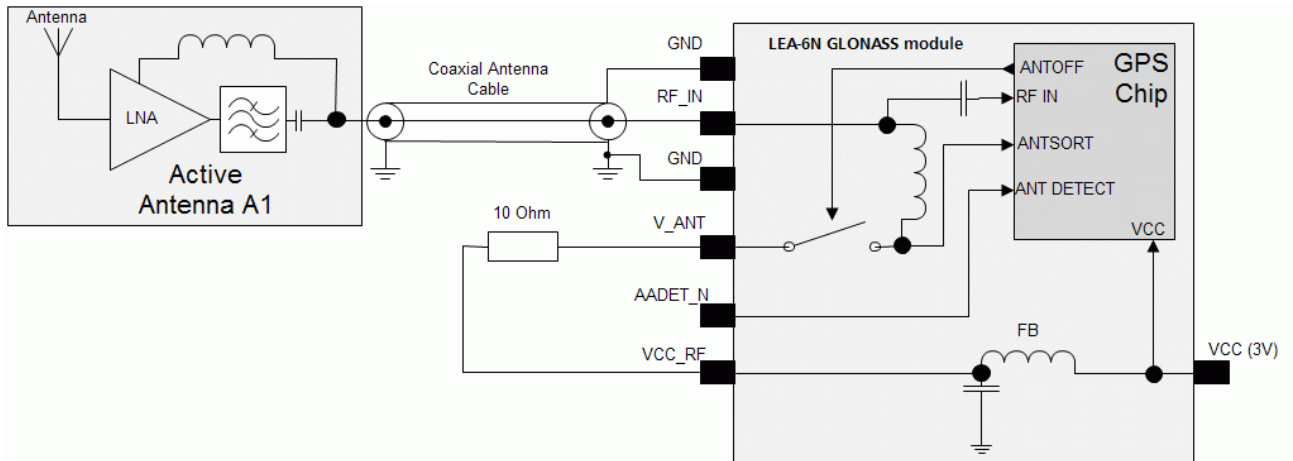 Antenna
LNA
Active
Antenna A1
Coaxial Antenna
Cable
GND
RF_IN
GND
10 Ohm
V_ANT
AADET_N
VCC_RF
LEA-6N GLONASS module
ANTOFF
GPS
Chip
RF IN
ANTSORT
ANT DETECT
VCC
FB
VCC (3V)